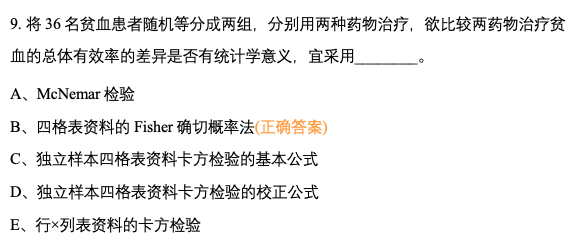 9. 将 36 名贫血患者随机等分成两组，分别用两种药物治疗，欲比较两药物治疗贫
血的总体有效率的差异是否有统计学意义，宜采用________。
A、McNemar 检验
B、四格表资料的 Fisher 确切概率法(正确答案)
C、独立样本四格表资料卡方检验的基本公式
D、独立样本四格表资料卡方检验的校正公式
E、行×列表资料的卡方检验